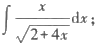 ∫ x/√(2+4x) dx ;